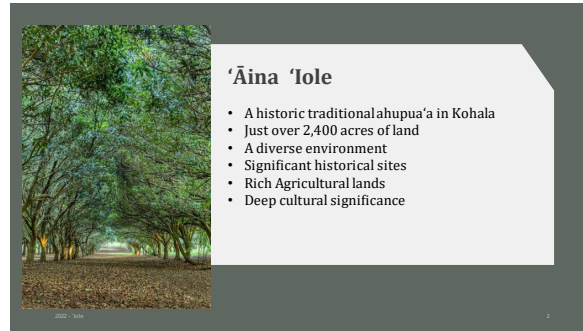 ʻĀina ʻIole
• A historic traditional ahupuaʻa in Kohala
• Just over 2,400 acres of land
• A diverse environment
• Significant historical sites
• Rich Agricultural lands
• Deep cultural significance
2022 - ʻIole
2